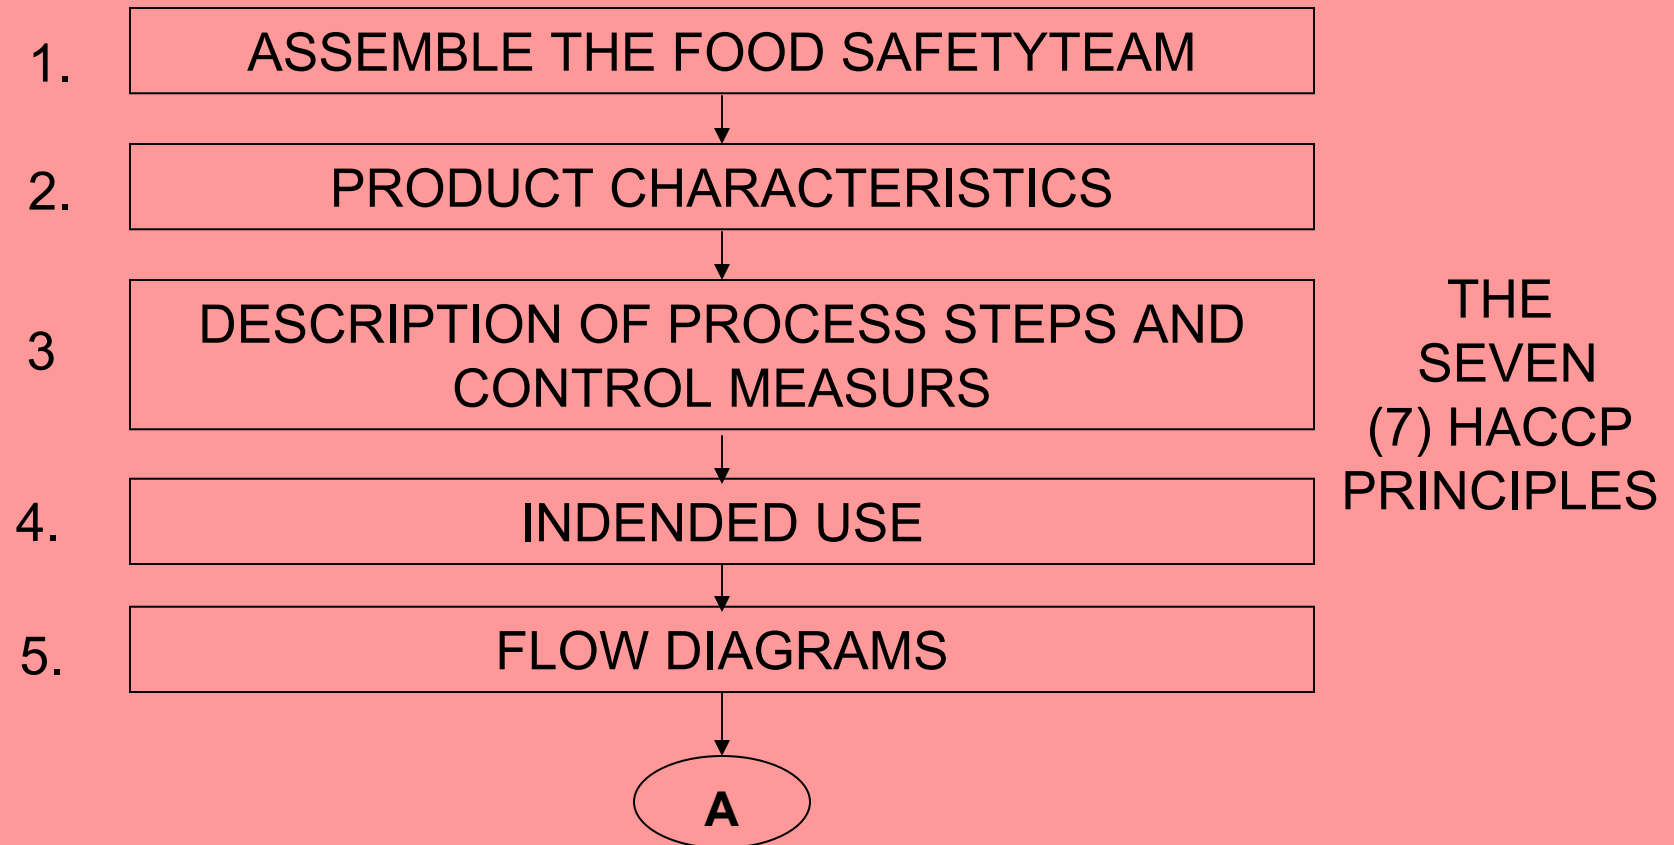 1.
ASSEMBLE THE FOOD SAFETYTEAM
2.
PRODUCT CHARACTERISTICS
3
DESCRIPTION OF PROCESS STEPS AND
CONTROL MEASURS
4.
INDENDED USE
5.
FLOW DIAGRAMS
A
THE
SEVEN
(7) HACCP
PRINCIPLES